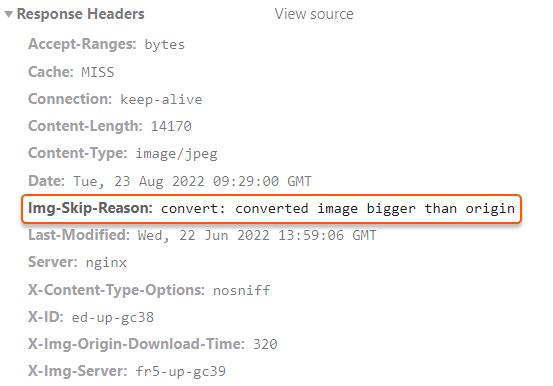 Response Headers View source
Accept-Ranges: bytes
Cache: MISS
Connection: keep-alive
Content-Length: 14170
Content-Type: image/jpeg
Date: Tue, 23 Aug 2022 09:29:00 GMT
Img-Skip-Reason: convert: converted image bigger than origin
Last-Modified: Wed, 22 Jun 2022 13:59:06 GMT
Server: nginx
X-Content-Type-Options: nosniff
X-ID: ed-up-gc38
X-Img-Origin-Download-Time: 320
X-Img-Server: fr5-up-gc39